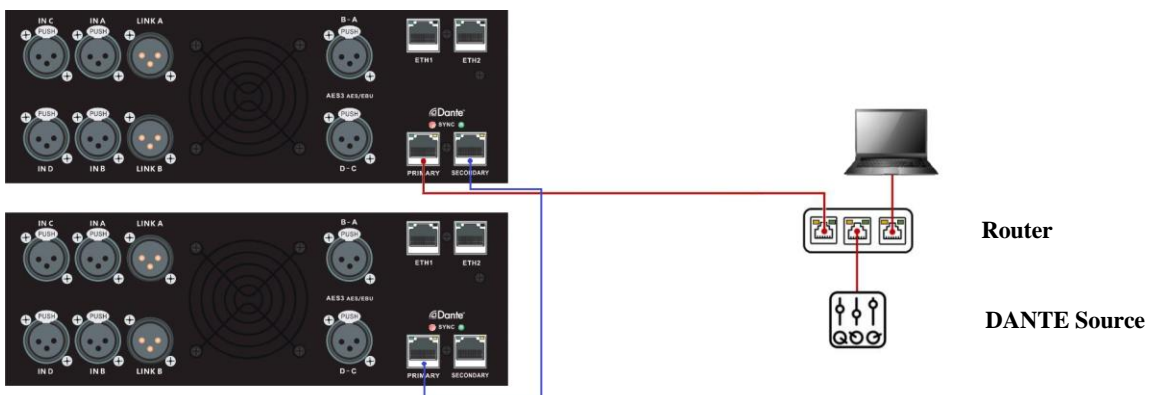 IN C IN A LINK A B - A
PUSH PUSH PUSH
ETH1 ETH2
AES3 AES/EBU
Dante
PUSH PUSH PUSH SYNC
IN D IN B LINK B D - C PRIMARY SECONDARY
IN C IN A LINK A B - A
PUSH PUSH PUSH
Router
ETH1 ETH2
AES3 AES/EBU
Dante
PUSH PUSH PUSH SYNC
DANTE Source
IN D IN B LINK B D - C PRIMARY SECONDARY